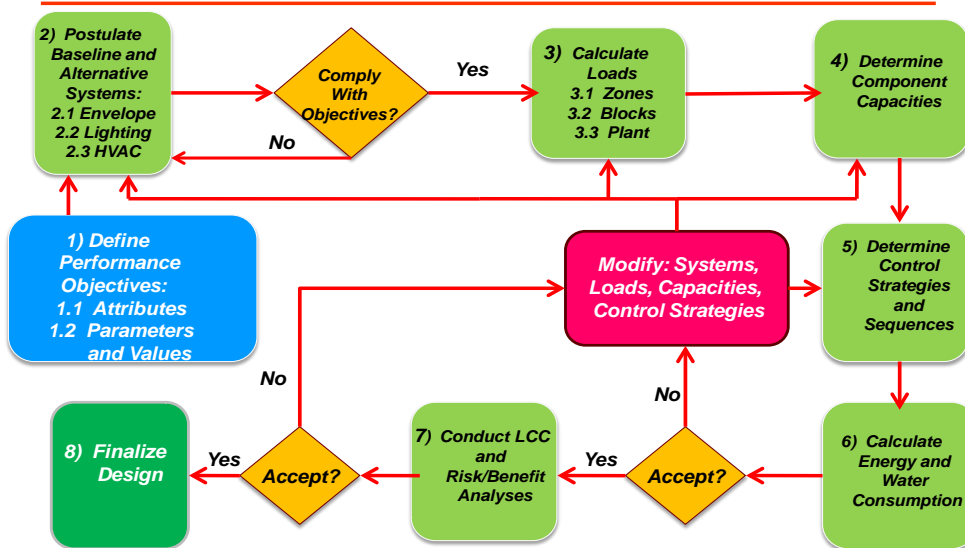 2) Postulate
Baseline and
Alternative
Systems:
2.1 Envelope
2.2 Lighting
2.3 HVAC
Comply
With
Objectives?
Yes
No
3) Calculate
Loads
3.1 Zones
3.2 Blocks
3.3 Plant
4) Determine
Component
Capacities
1) Define
Performance
Objectives:
1.1 Attributes
1.2 Parameters
and Values
Modify: Systems,
Loads, Capacities,
Control Strategies
5) Determine
Control
Strategies
and
Sequences
No
No
8) Finalize
Design
Yes
Accept?
7) Conduct LCC
and
Risk/Benefit
Analyses
Yes
Accept?
6) Calculate
Energy and
Water
Consumption